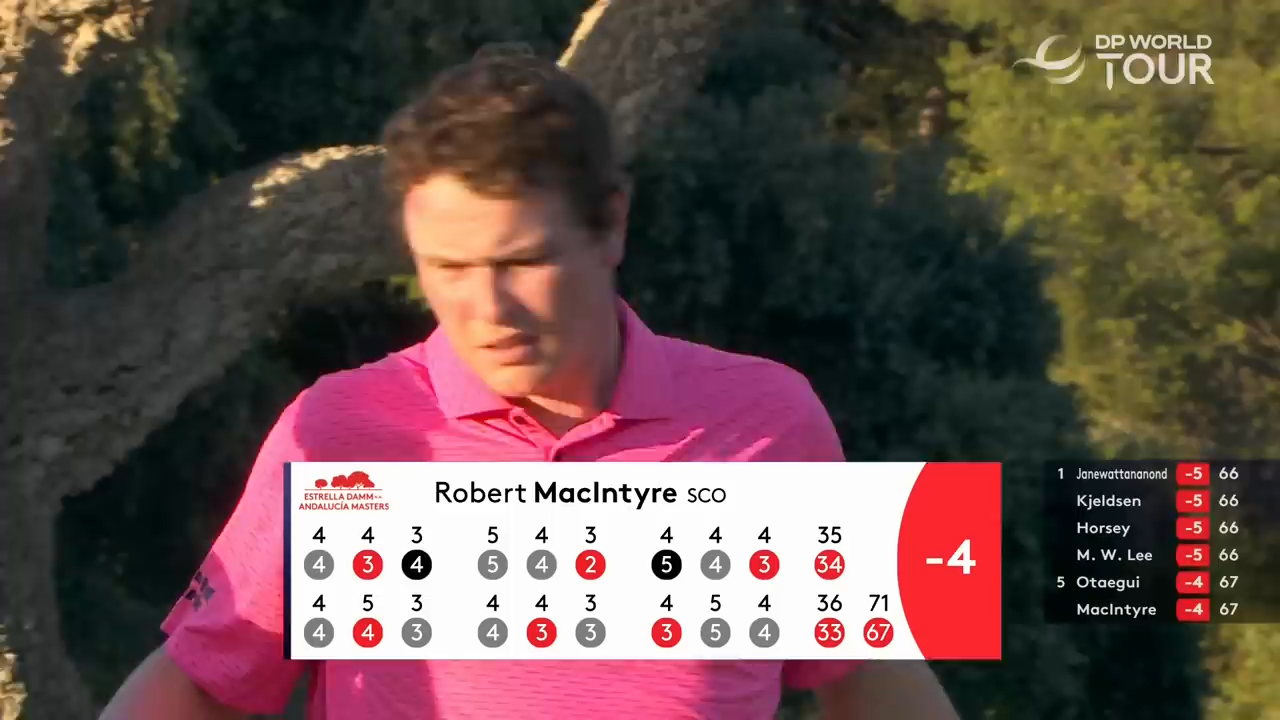 DP WORLD
TOUR
ESTRELLA DAMM N.A.
ANDALUCÍA MASTERS
Robert MacIntyre SCO
4 4 3 5 4 3 4 4 4 35
4 3 4 5 4 2 5 4 3 34
4 5 3 4 4 3 4 5 4 36 71
4 4 3 4 3 3 3 5 4 33 67
-4
1 Janewattananond -5 66
Kjeldsen -5 66
Horsey -5 66
M. W. Lee -5 66
5 Otaegui -4 67
MacIntyre -4 67